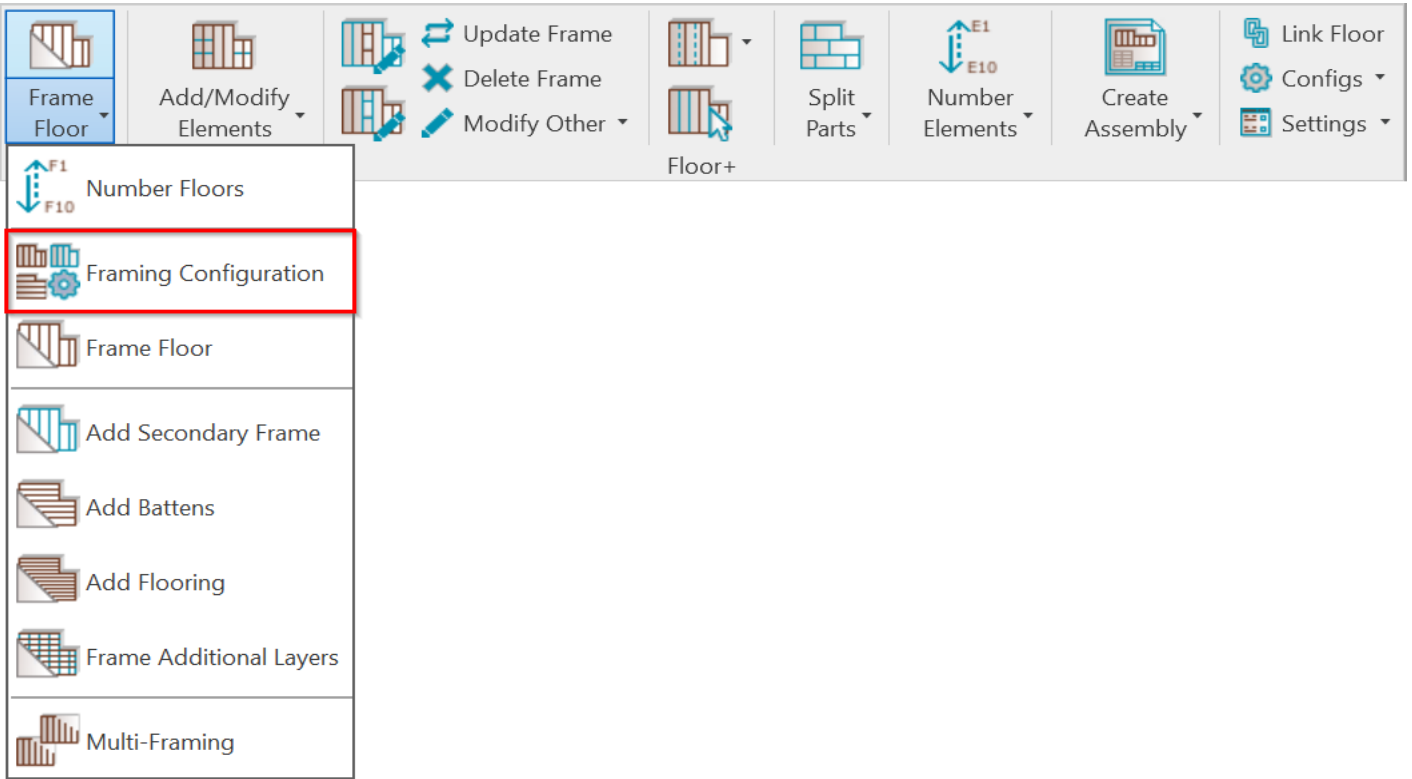 Frame
Floor
Add/Modify
Elements
Update Frame
Delete Frame
Modify Other
Split
Parts
E1
E10
Number
Elements
Create
Assembly
Link Floor
Configs
Settings
Floor+
F1
F10
Number Floors
Framing Configuration
Frame Floor
Add Secondary Frame
Add Battens
Add Flooring
Frame Additional Layers
Multi-Framing